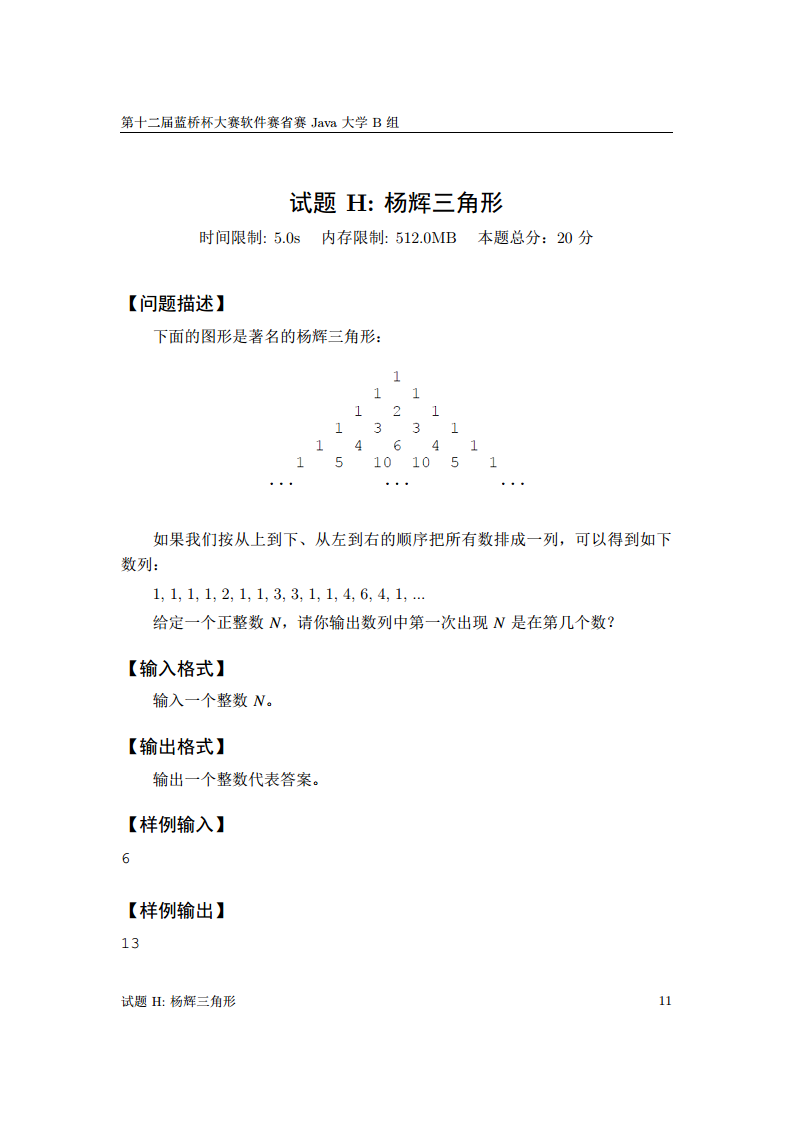 第十二届蓝桥杯大赛软件赛省赛 Java 大学 B 组
试题 H: 杨辉三角形
时间限制: 5.0s 内存限制: 512.0MB 本题总分：20 分
【问题描述】
下面的图形是著名的杨辉三角形：
1
1 1
1 2 1
1 3 3 1
1 4 6 4 1
1 5 10 10 5 1
... ... ...
如果我们按从上到下、从左到右的顺序把所有数排成一列，可以得到如下
数列：
1, 1, 1, 1, 2, 1, 1, 3, 3, 1, 1, 4, 6, 4, 1, ...
给定一个正整数 N，请你输出数列中第一次出现 N 是在第几个数？
【输入格式】
输入一个整数 N。
【输出格式】
输出一个整数代表答案。
【样例输入】
6
【样例输出】
13
试题 H: 杨辉三角形 11